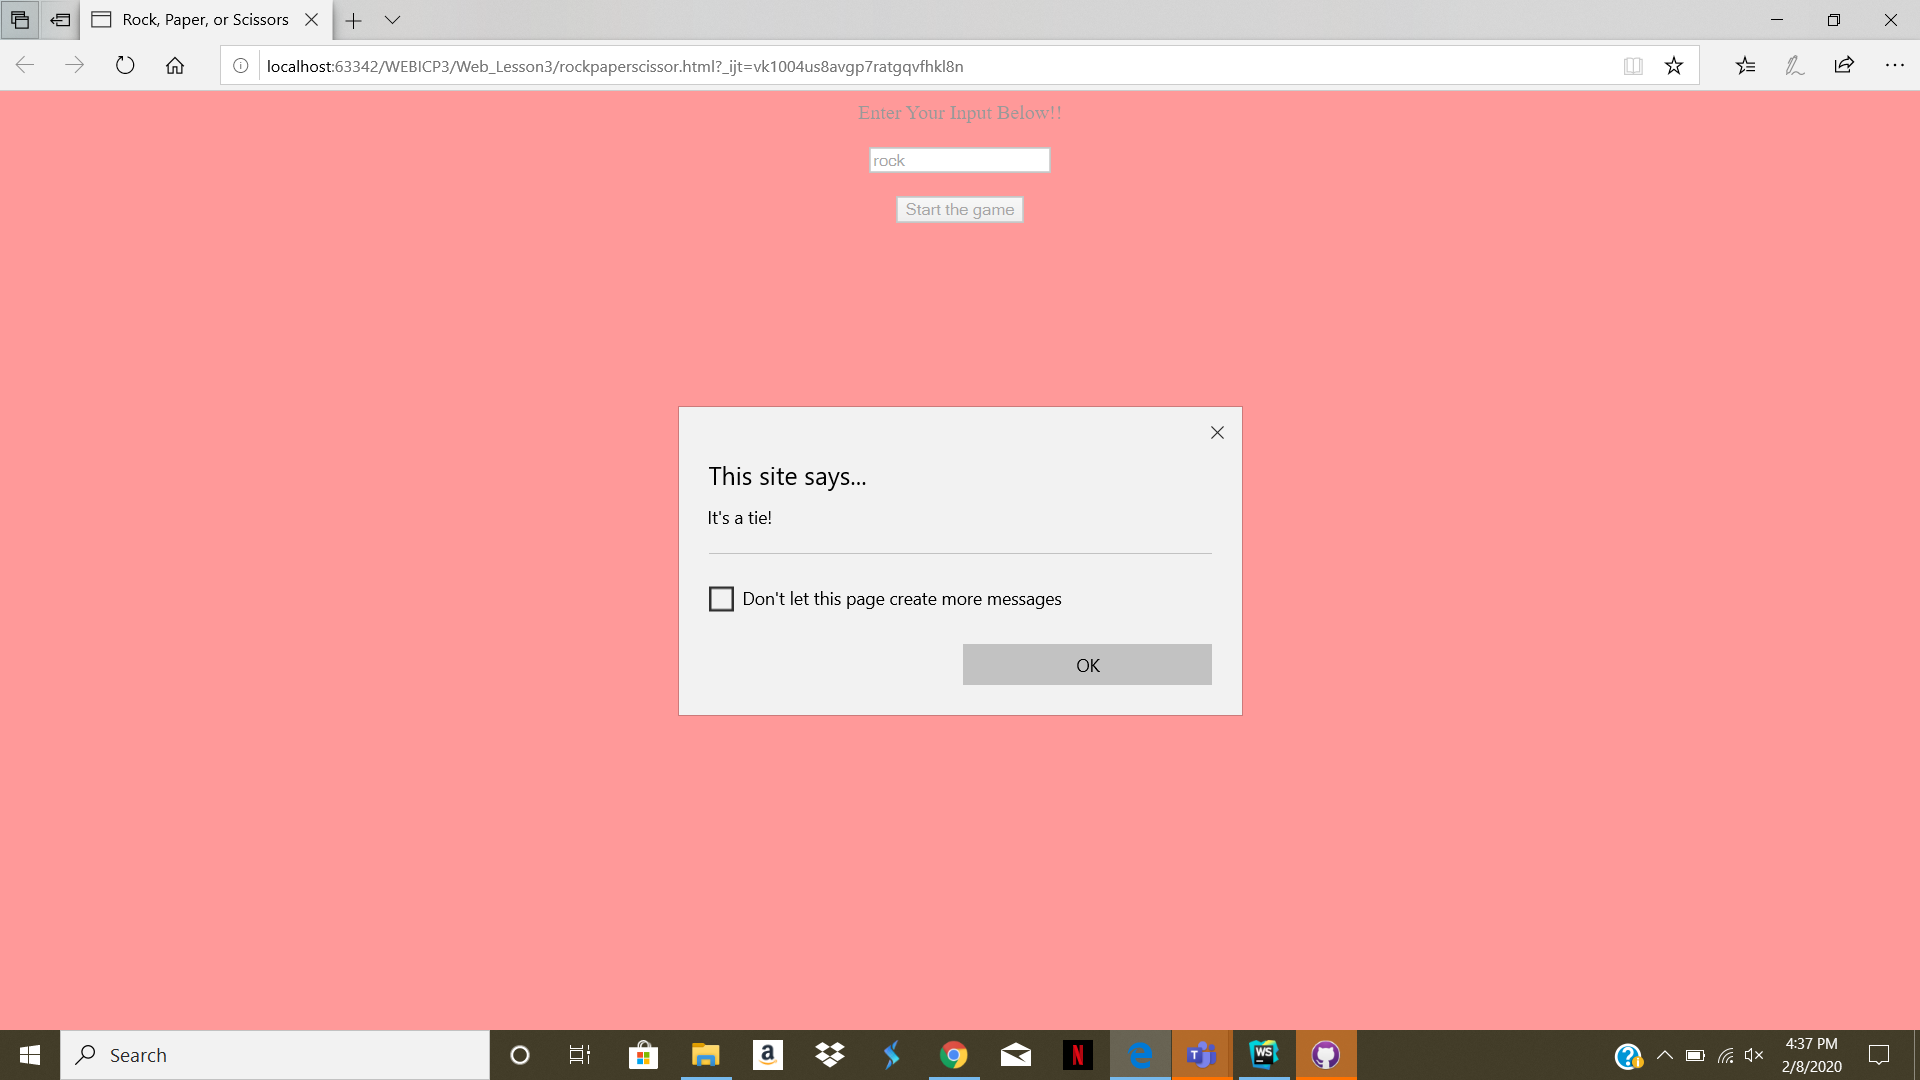 Rock, Paper, or Scissors
localhost:63342/WEBICP3/Web_Lesson3/rockpaperscissor.html?_ijt=vk1004us8avgp7ratgqvfhkl8n
Enter Your Input Below!!
rock
Start the game
This site says...
It's a tie!
Don't let this page create more messages
OK
Search
a
N
T
WS
4:37 PM
2/8/2020